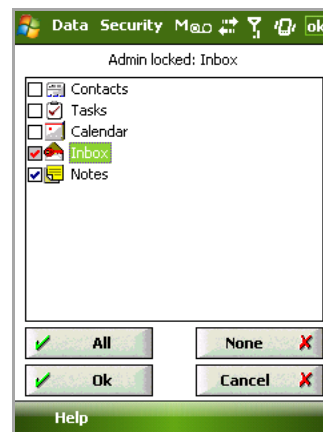 Data Security ok
Admin locked: Inbox
Contacts
Tasks
Calendar
Inbox
Notes
All None
Ok Cancel
Help